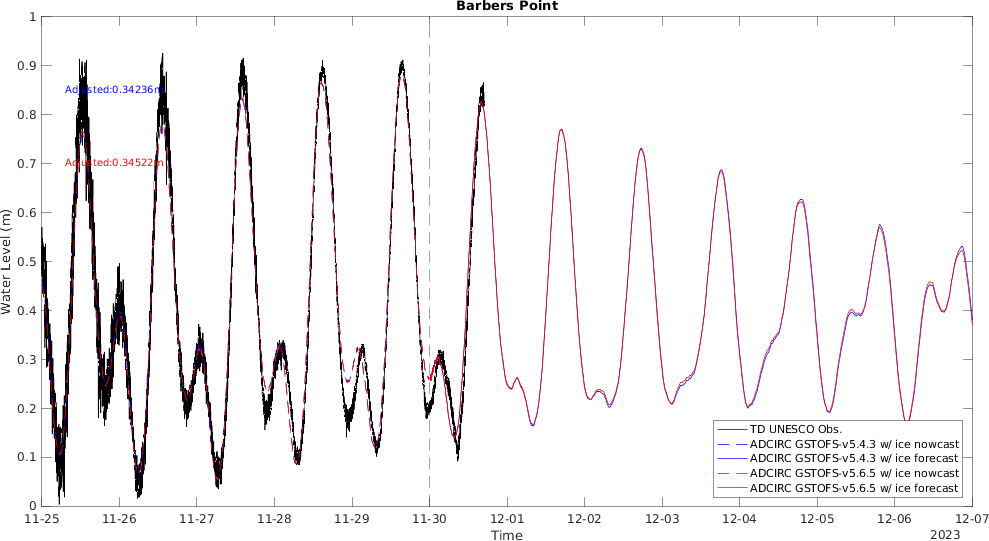 Barbers Point
Water Level (m)
1
0.9
0.8
0.7
0.6
0.5
0.4
0.3
0.2
0.1
0
Adjusted:0.34236m
Adjusted:0.34522m
TD UNESCO Obs.
ADCIRC GSTOFS-v5.4.3 w/ ice nowcast
ADCIRC GSTOFS-v5.4.3 w/ ice forecast
ADCIRC GSTOFS-v5.6.5 w/ ice nowcast
ADCIRC GSTOFS-v5.6.5 w/ ice forecast
11-25 11-26 11-27 11-28 11-29 11-30 12-01 12-02 12-03 12-04 12-05 12-06 12-07
Time
2023